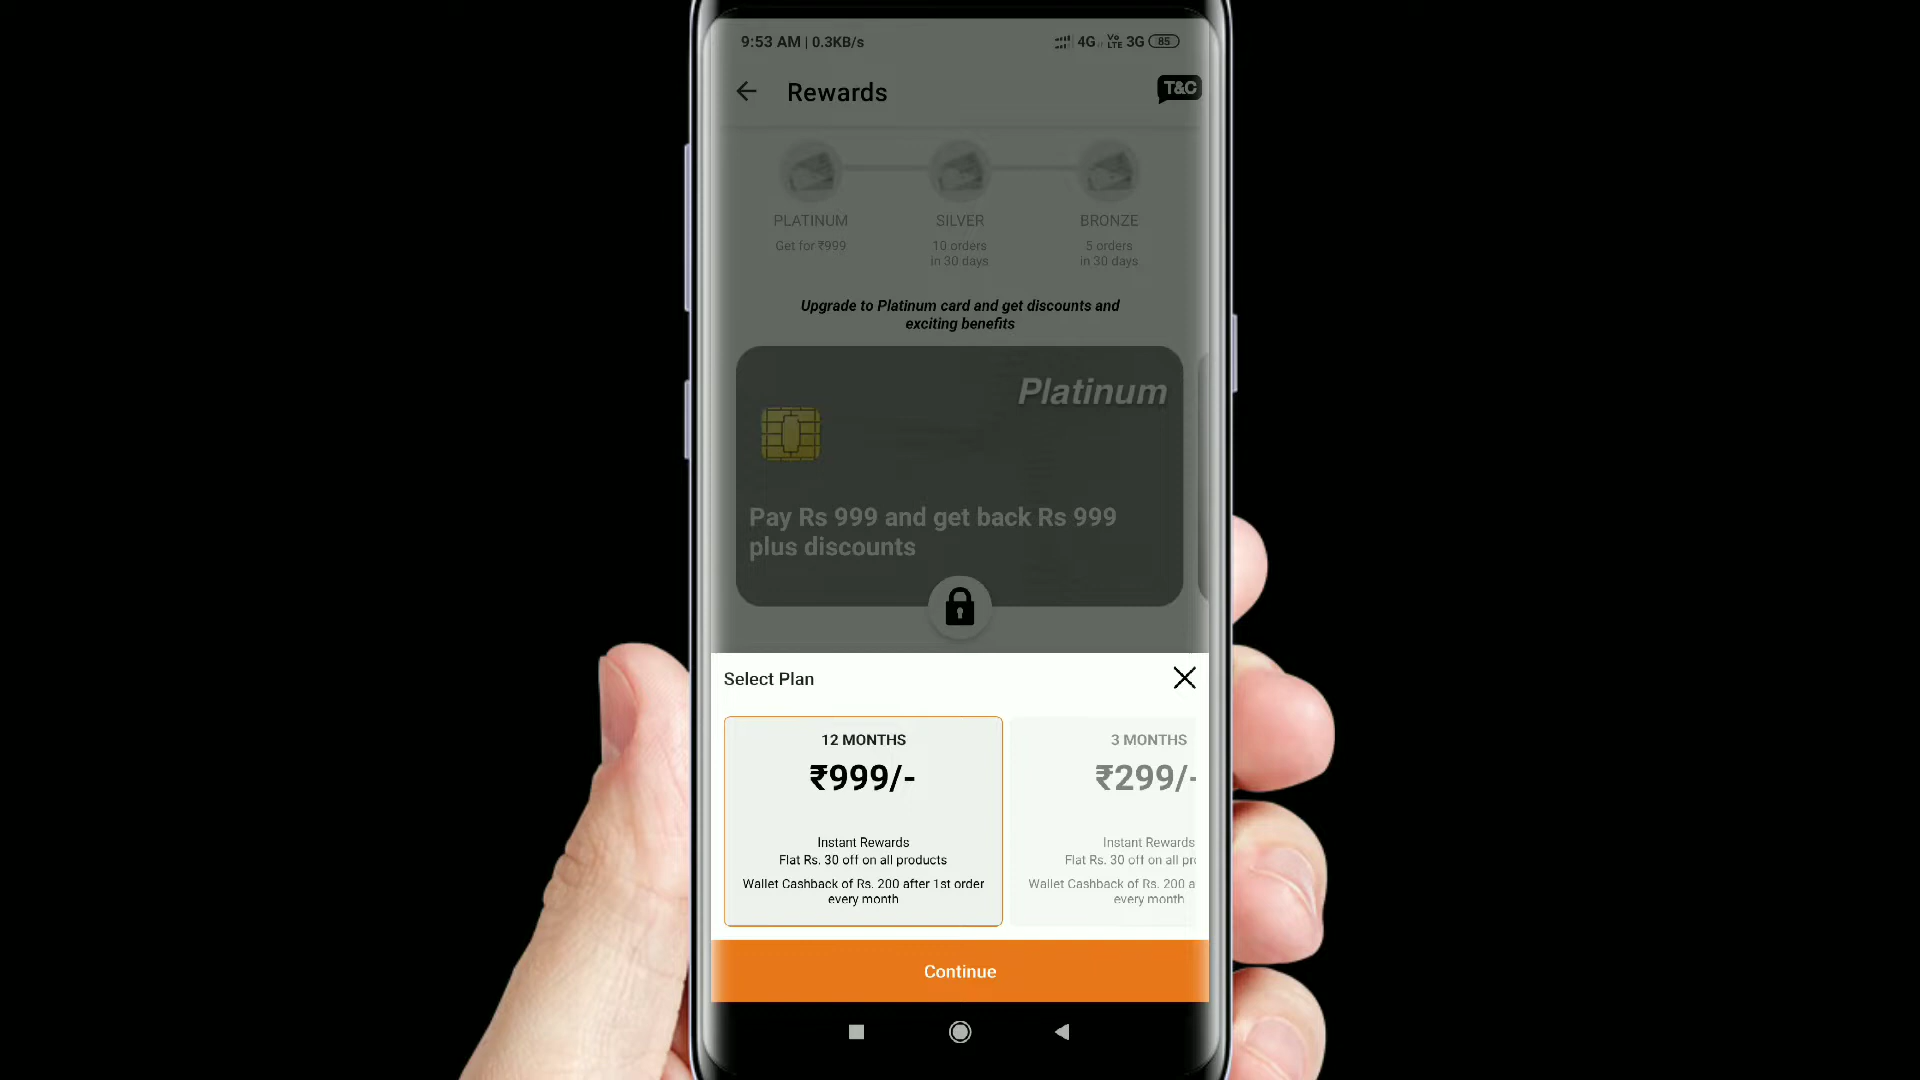 9:53 AM | 0.3KB/s 4G Vo LTE 3G 85
Rewards T&C
PLATINUM SILVER BRONZE
Get for ₹999 10 orders 5 orders
in 30 days in 30 days
Upgrade to Platinum card and get discounts and
exciting benefits
Platinum
Pay Rs 999 and get back Rs 999
plus discounts
Select Plan
12 MONTHS
₹999/-
Instant Rewards
Flat Rs. 30 off on all products
Wallet Cashback of Rs. 200 after 1st order
every month
3 MONTHS
₹299/-
Instant Rewards
Flat Rs. 30 off on all pro
Wallet Cashback of Rs. 200 a
every month
Continue